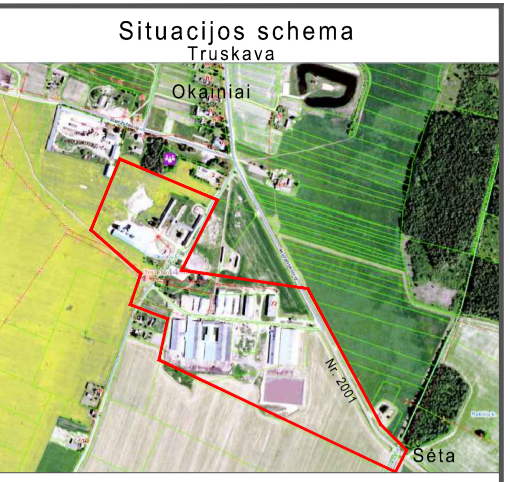 Situacijos schema
Truskava
Okainiai
Nr. 2001
Sėta